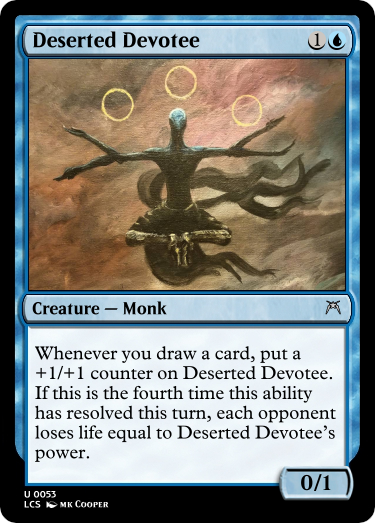 Deserted Devotee 1
Creature — Monk
Whenever you draw a card, put a
+1/+1 counter on Deserted Devotee.
If this is the fourth time this ability
has resolved this turn, each opponent
loses life equal to Deserted Devotee's
power.
0/1
U 0053
LCS MK COOPER